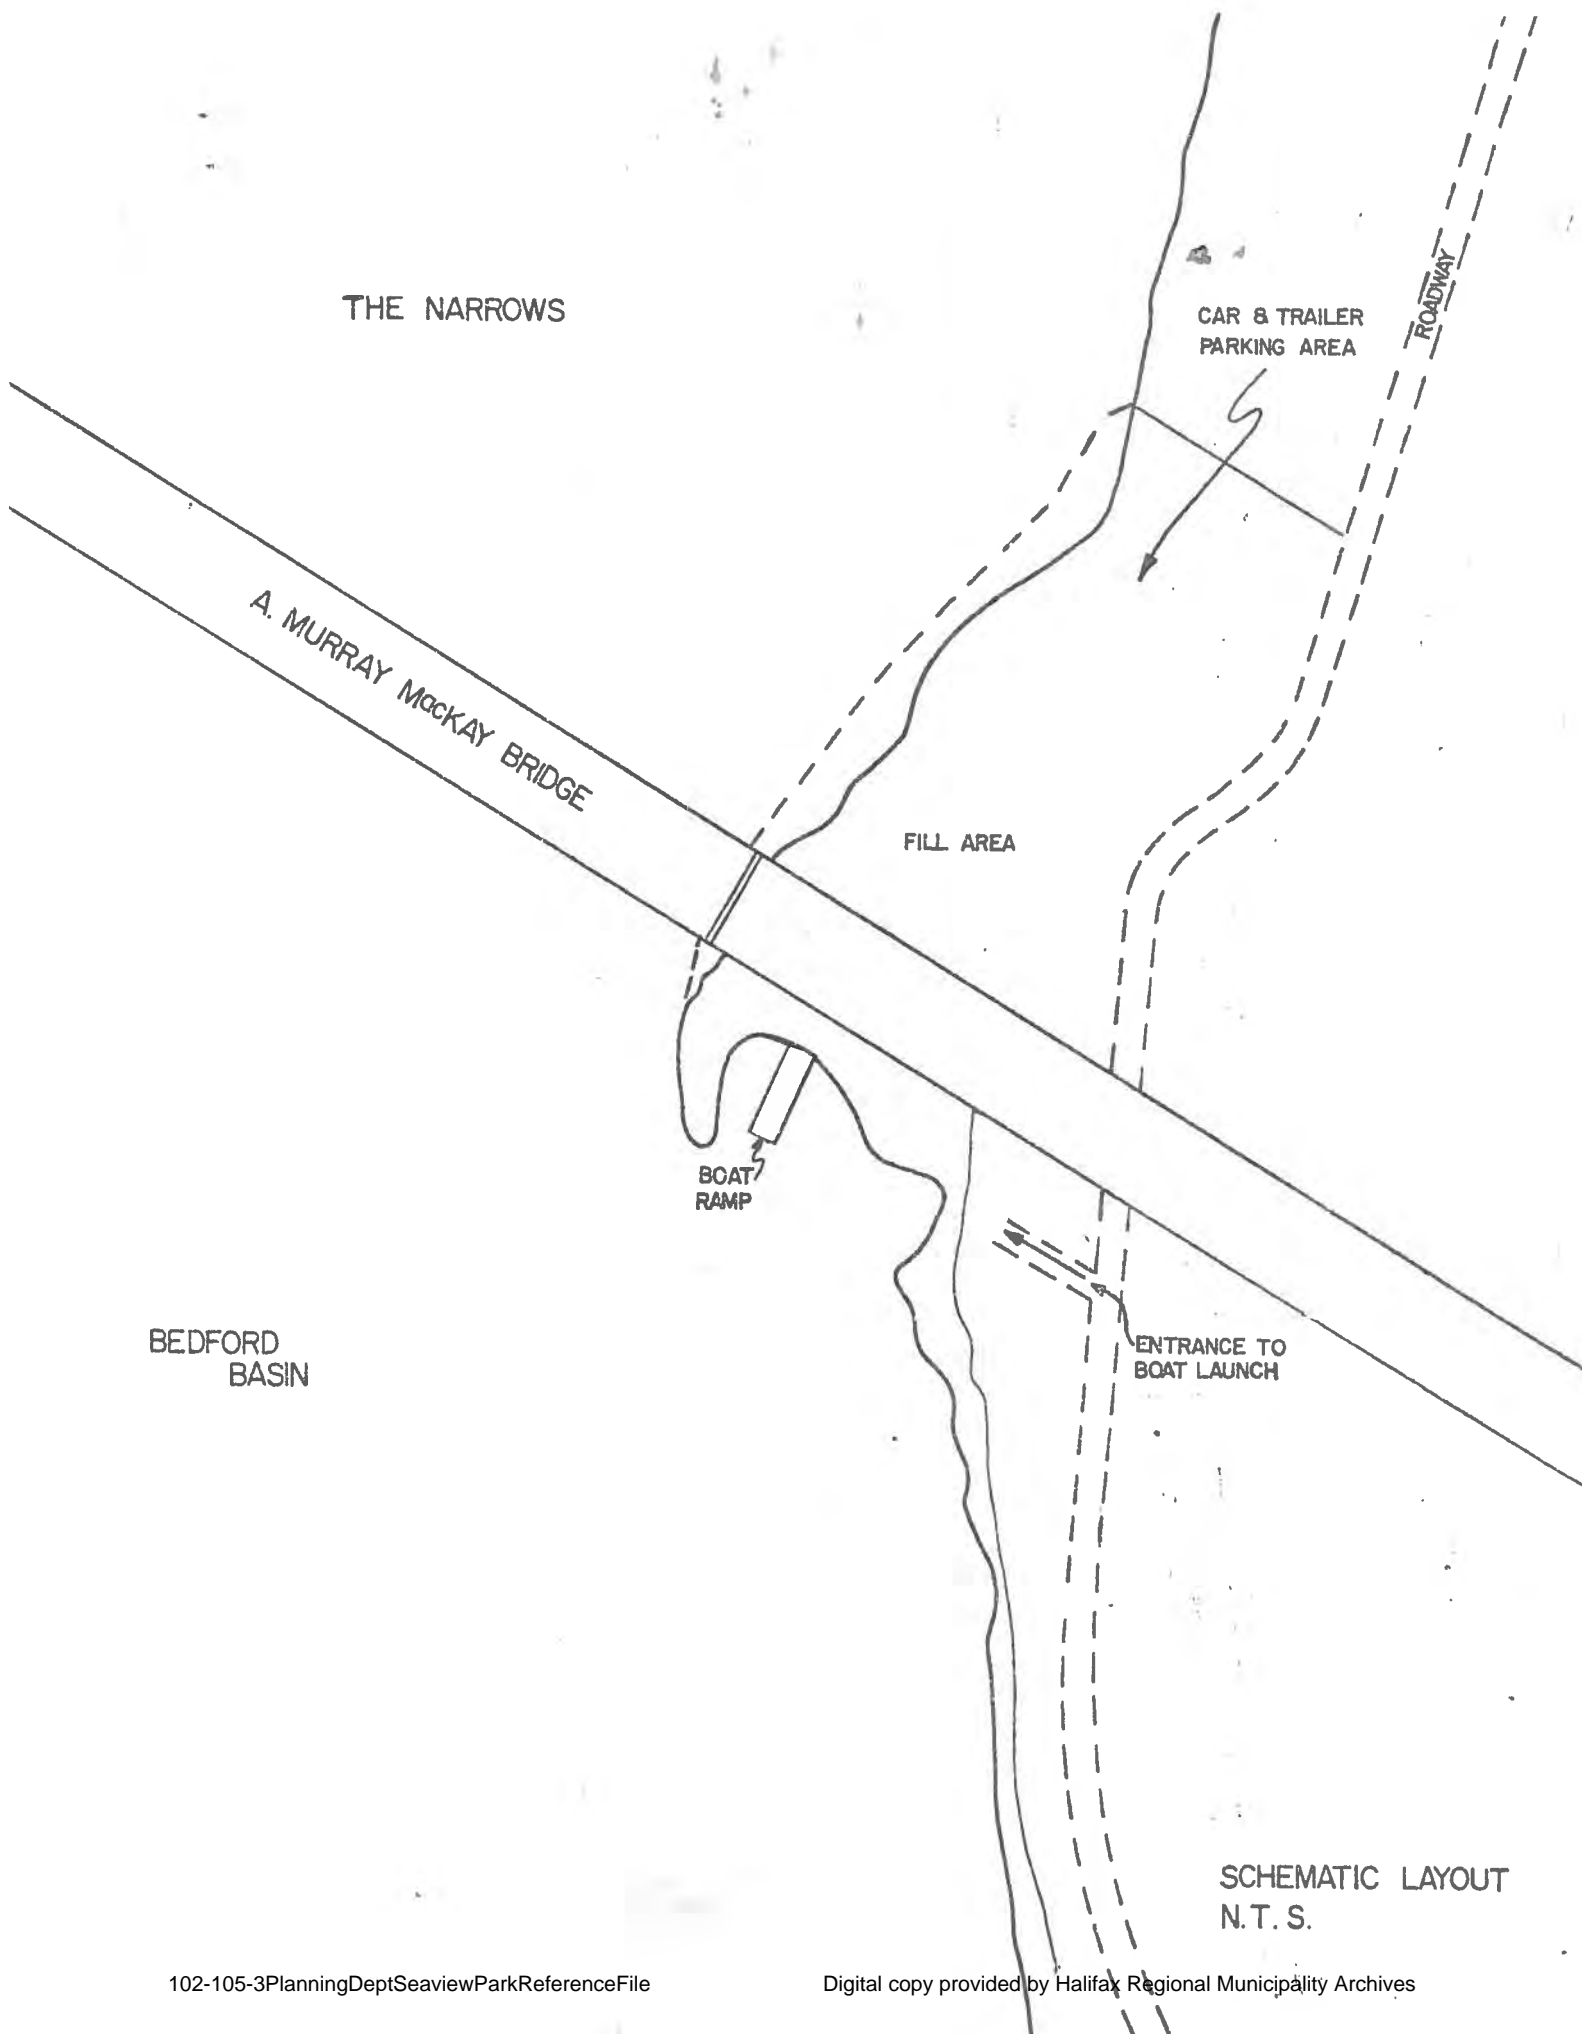 THE NARROWS
ROADWAY
CAR & TRAILER
PARKING AREA
A. MURRAY MacKAY BRIDGE
FILL AREA
BOAT
RAMP
ENTRANCE TO
BOAT LAUNCH
BEDFORD
BASIN
SCHEMATIC LAYOUT
N.T.S.
102-105-3PlanningDeptSeaviewParkReferenceFile
Digital copy provided by Halifax Regional Municipality Archives